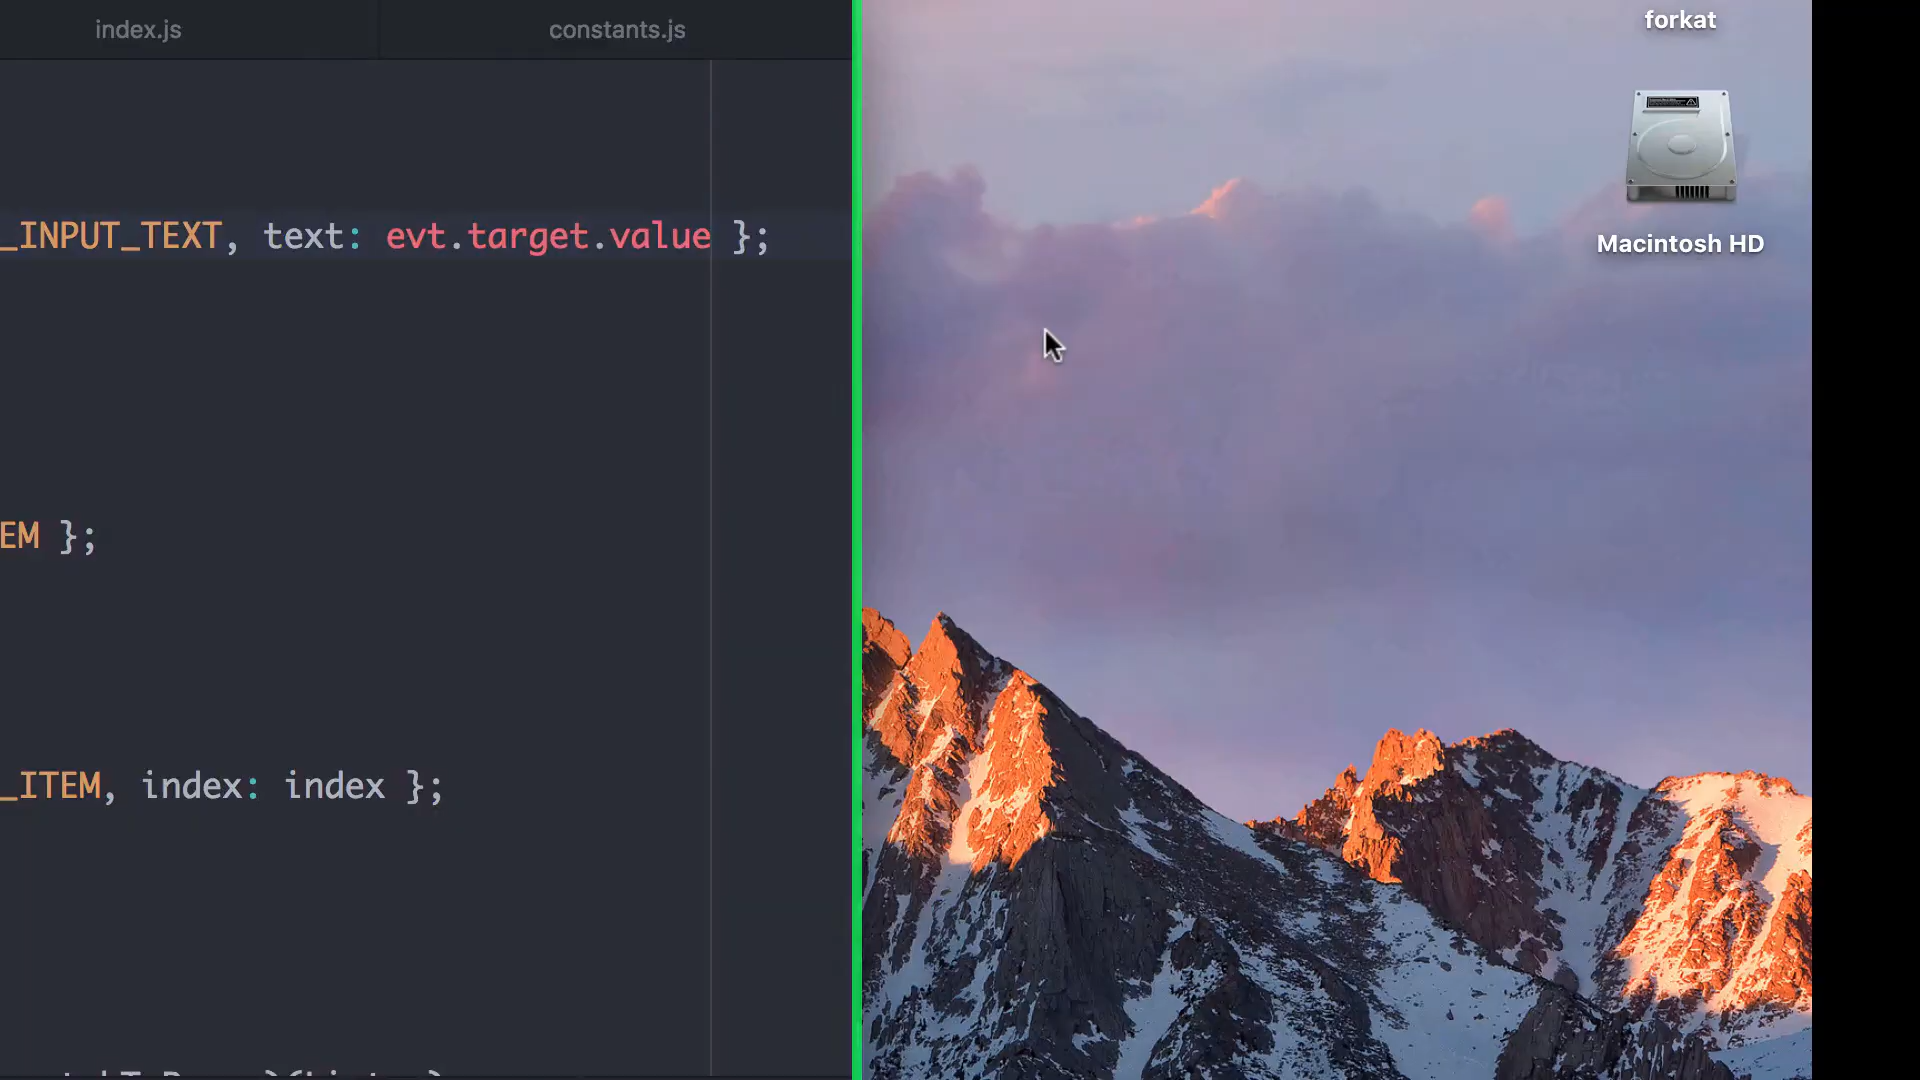 index.js
constants.js
_INPUT_TEXT, text: evt.target.value };
EM };
_ITEM, index: index };
forkat
Macintosh HD